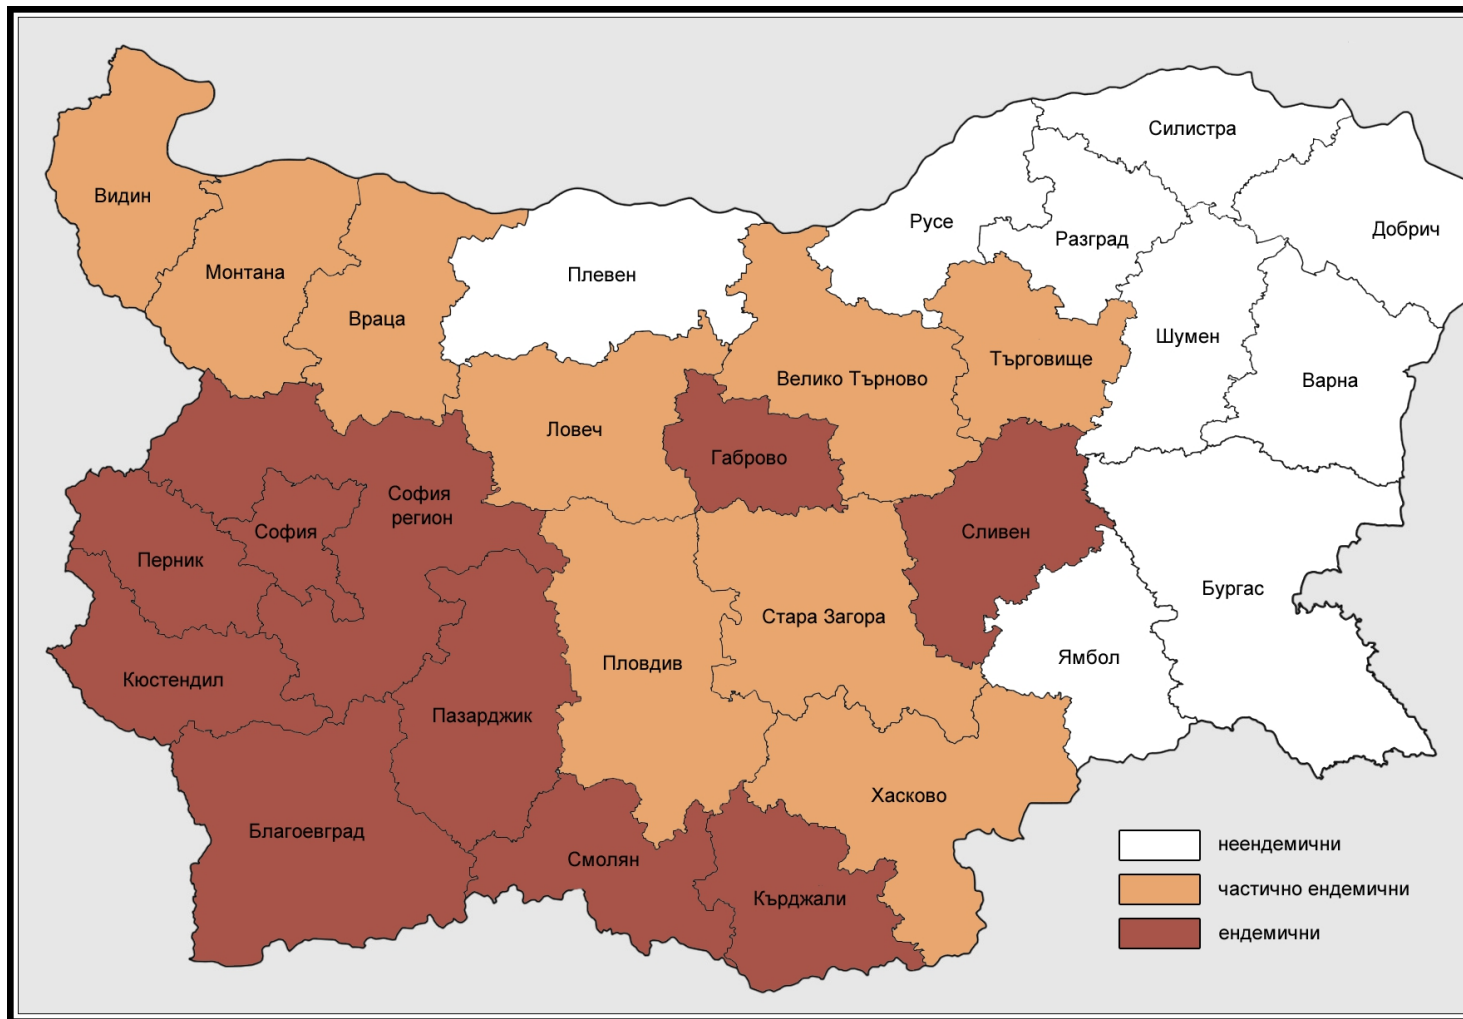 Силистра
Видин
Русе
Добрич
Разград
Монтана
Плевен
Враца
Шумен
Търговище
Велико Търново
Варна
Ловеч
Габрово
София
регион
София
Сливен
Перник
Бургас
Стара Загора
Ямбол
Пловдив
Кюстендил
Пазарджик
Хасково
Благоевград
Смолян
Кърджали
неендемични
частично ендемични
ендемични